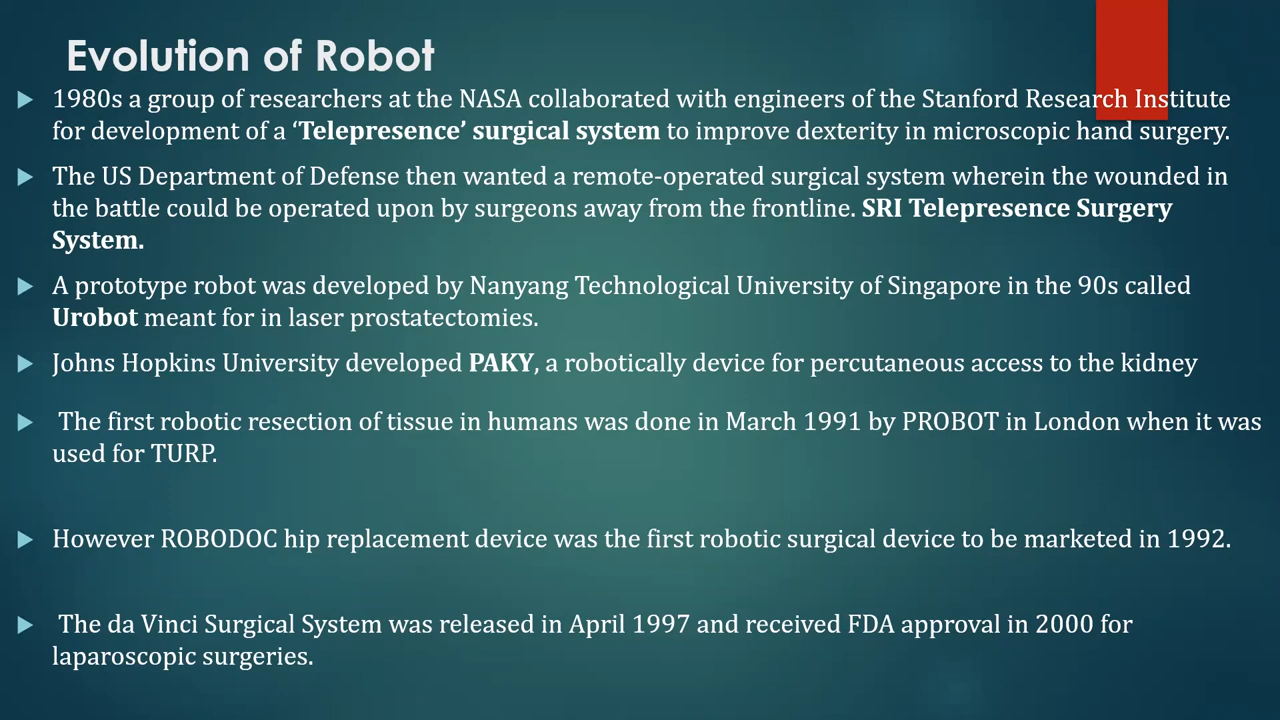 Evolution of Robot
1980s a group of researchers at the NASA collaborated with engineers of the Stanford Research Institute
for development of a ‘Telepresence’ surgical system to improve dexterity in microscopic hand surgery.
The US Department of Defense then wanted a remote-operated surgical system wherein the wounded in
the battle could be operated upon by surgeons away from the frontline. SRI Telepresence Surgery
System.
A prototype robot was developed by Nanyang Technological University of Singapore in the 90s called
Urobot meant for in laser prostatectomies.
Johns Hopkins University developed PAKY, a robotically device for percutaneous access to the kidney
The first robotic resection of tissue in humans was done in March 1991 by PROBOT in London when it was
used for TURP.
However ROBODOC hip replacement device was the first robotic surgical device to be marketed in 1992.
The da Vinci Surgical System was released in April 1997 and received FDA approval in 2000 for
laparoscopic surgeries.